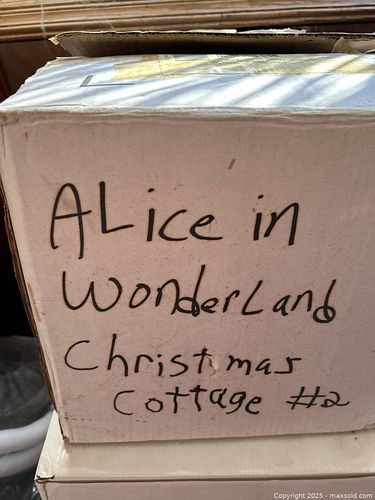 ALice in
WonderLand
Christmas
Cottage #2
Copyright 2025 - maxsold.com